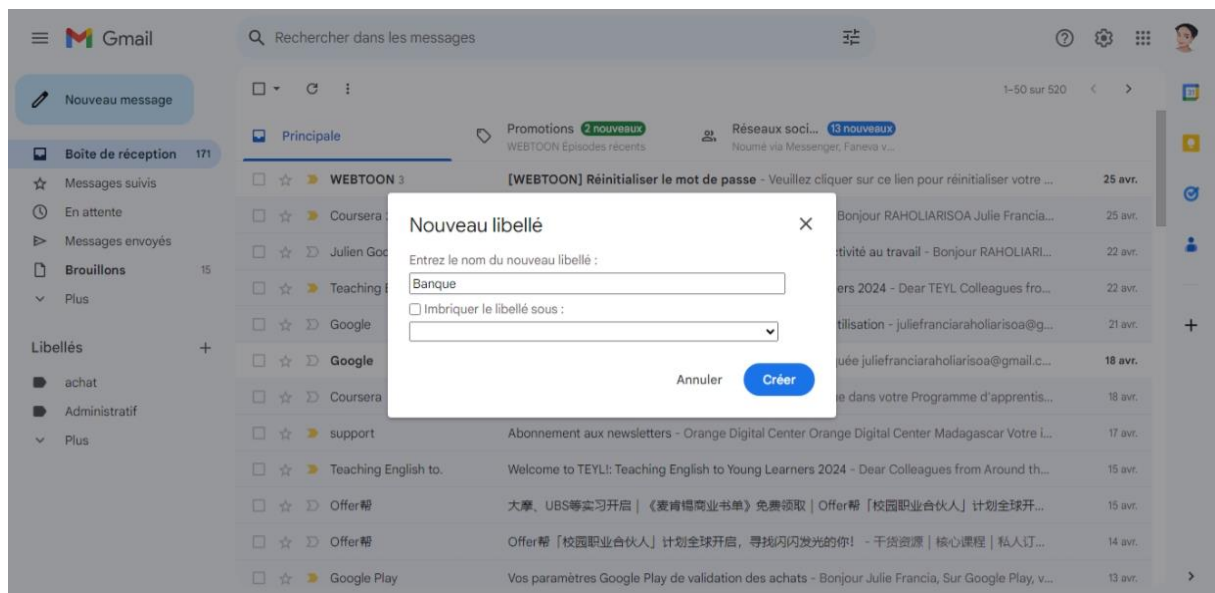 Gmail
Rechercher dans les messages
Nouveau message
1–50 sur 520
Principale
Promotions 2 nouveaux
WEBTOON Épisodes récents
Réseaux soci... 13 nouveaux
Noumé via Messenger, Faneva v...
Boîte de réception 171
Messages suivis
En attente
Messages envoyés
Brouillons 15
Plus
Libellés
achat
Administratif
Plus
WEBTOON 3 [WEBTOON] Réinitialiser le mot de passe - Veuillez cliquer sur ce lien pour réinitialiser votre ... 25 avr.
Coursera Bonjour RAHOLIARISOA Julie Francia... 25 avr.
Julien Goo tivité au travail - Bonjour RAHOLIARI... 22 avr.
Teaching E ers 2024 - Dear TEYL Colleagues fro... 22 avr.
Google tilisation - juliefranciaraholiarisoa@g... 21 avr.
Google uée juliefranciaraholiarisoa@gmail.c... 18 avr.
Coursera e dans votre Programme d'apprentis... 18 avr.
support Abonnement aux newsletters - Orange Digital Center Orange Digital Center Madagascar Votre i... 17 avr.
Teaching English to. Welcome to TEYL!: Teaching English to Young Learners 2024 - Dear Colleagues from Around th... 15 avr.
Offer帮 大摩、UBS等实习开启 | 《麦肯锡商业书单》免费领取 | Offer帮「校园职业合伙人」计划全球开... 15 avr.
Offer帮 Offer帮「校园职业合伙人」计划全球开启，寻找闪闪发光的你！ - 干货资源 | 核心课程 | 私人订... 14 avr.
Google Play Vos paramètres Google Play de validation des achats - Bonjour Julie Francia, Sur Google Play, v... 13 avr.
Nouveau libellé
Entrez le nom du nouveau libellé :
Banque
Imbriquer le libellé sous :
Annuler Créer